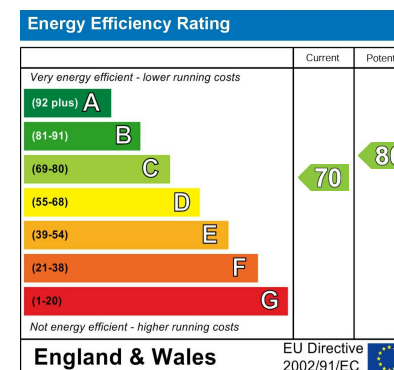 Energy Efficiency Rating
Current
Very energy efficient - lower running costs
(92 plus) A
(81-91) B
(69-80) C
(55-68) D
(39-54) E
(21-38) F
(1-20) G
70
Not energy efficient - higher running costs
England & Wales
EU Directive
2002/91/EC